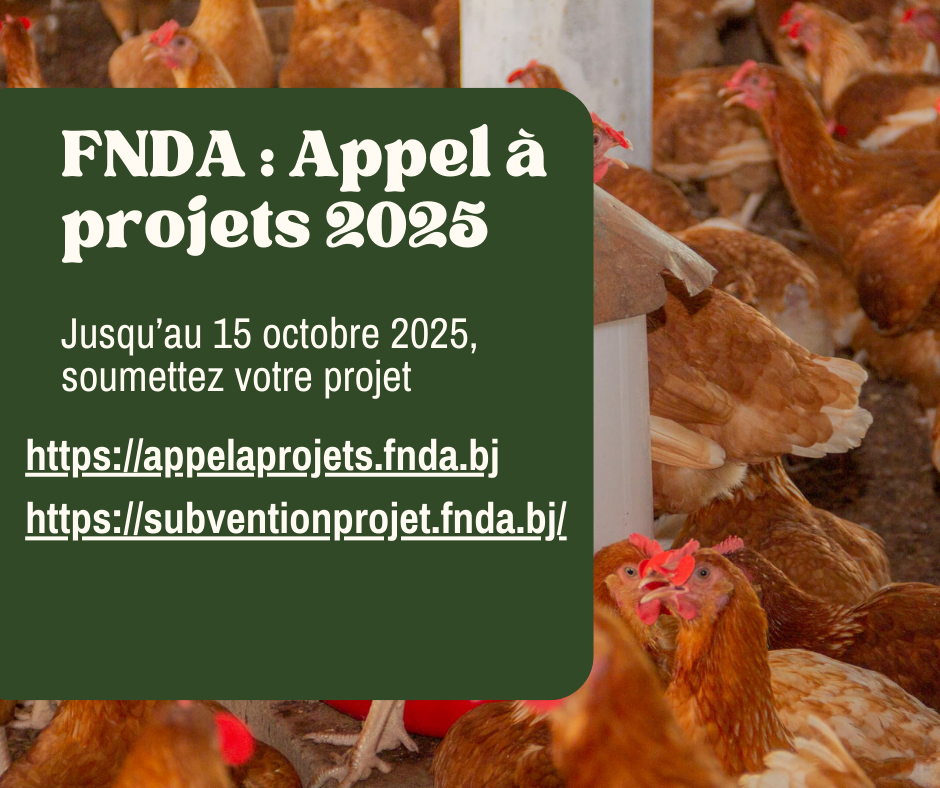 FNDA : Appel à
projets 2025
Jusqu’au 15 octobre 2025,
soumettez votre projet
https://appelaprojets.fnda.bj
https://subventionprojet.fnda.bj/